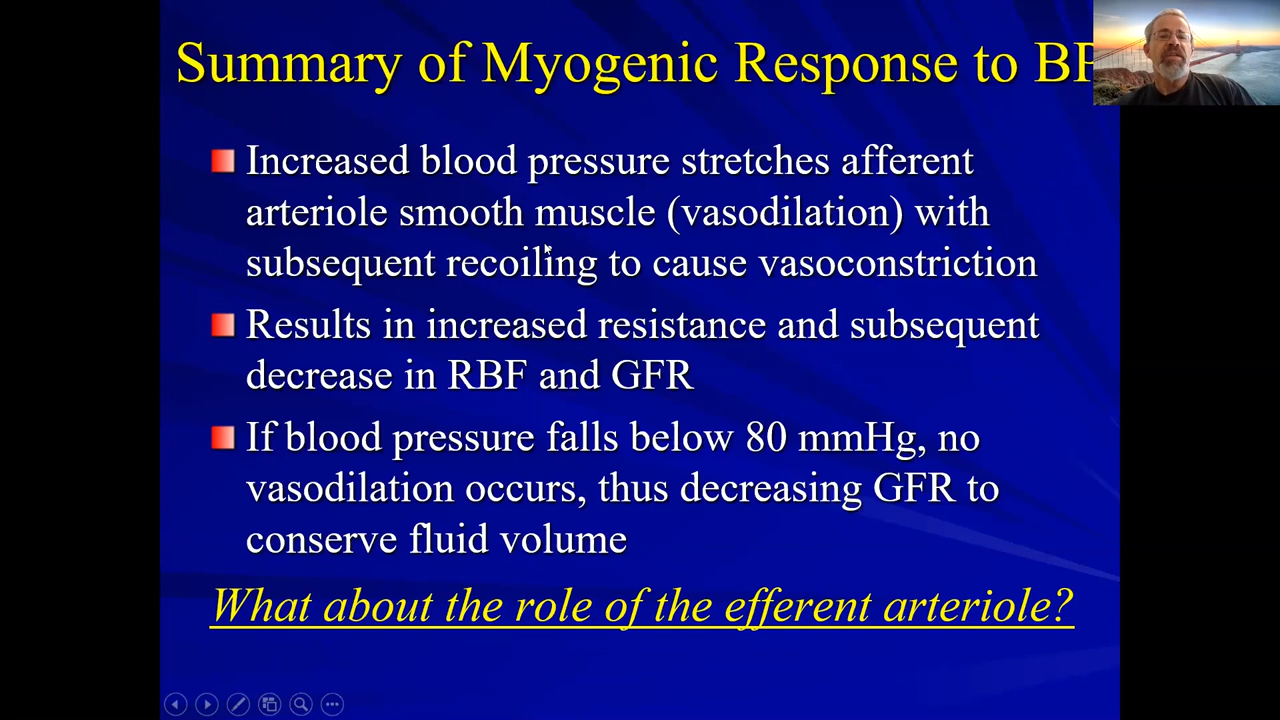 Summary of Myogenic Response to BP
Increased blood pressure stretches afferent
arteriole smooth muscle (vasodilation) with
subsequent recoiling to cause vasoconstriction
Results in increased resistance and subsequent
decrease in RBF and GFR
If blood pressure falls below 80 mmHg, no
vasodilation occurs, thus decreasing GFR to
conserve fluid volume
What about the role of the efferent arteriole?